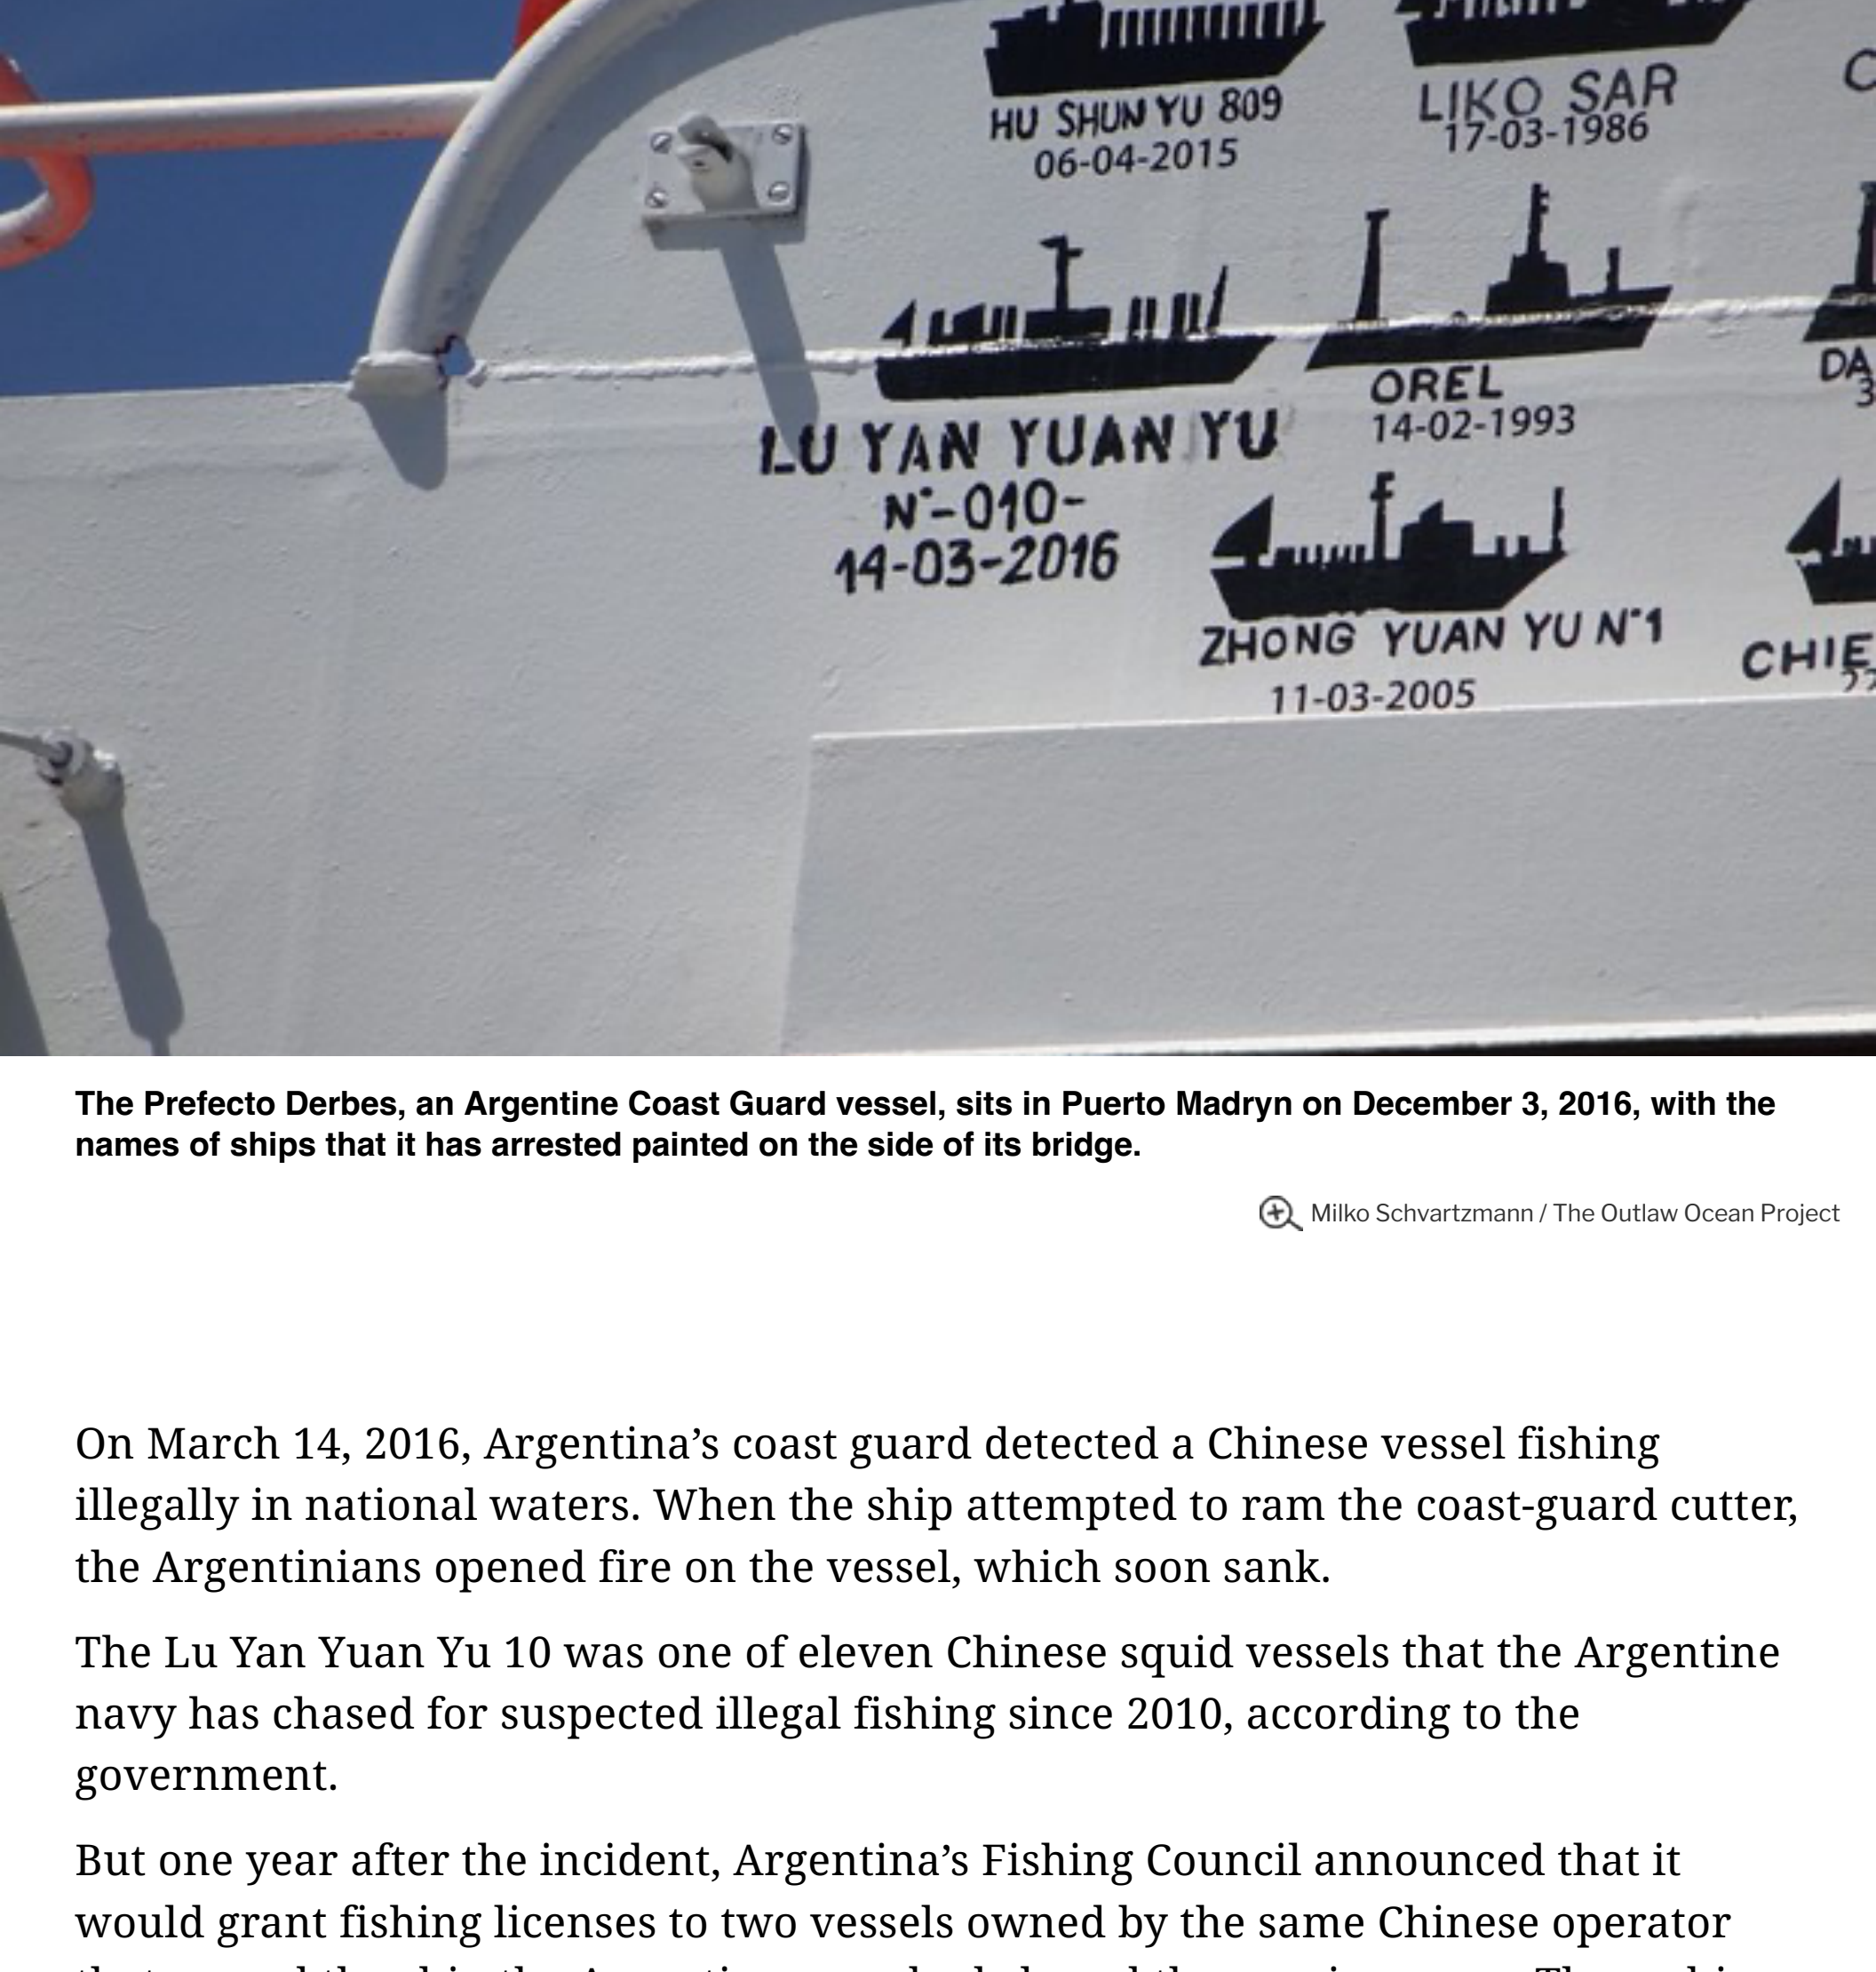 HU SHUN YU 809
06-04-2015
LIKO SAR
17-03-1986
LU YAN YUAN YU
N°-010-
14-03-2016
OREL
14-02-1993
ZHONG YUAN YU N°1
11-03-2005
The Prefecto Derbes, an Argentine Coast Guard vessel, sits in Puerto Madryn on December 3, 2016, with the
names of ships that it has arrested painted on the side of its bridge.
Milko Schvartzmann / The Outlaw Ocean Project
On March 14, 2016, Argentina’s coast guard detected a Chinese vessel fishing
illegally in national waters. When the ship attempted to ram the coast-guard cutter,
the Argentinians opened fire on the vessel, which soon sank.
The Lu Yan Yuan Yu 10 was one of eleven Chinese squid vessels that the Argentine
navy has chased for suspected illegal fishing since 2010, according to the
government.
But one year after the incident, Argentina’s Fishing Council announced that it
would grant fishing licenses to two vessels owned by the same Chinese operator